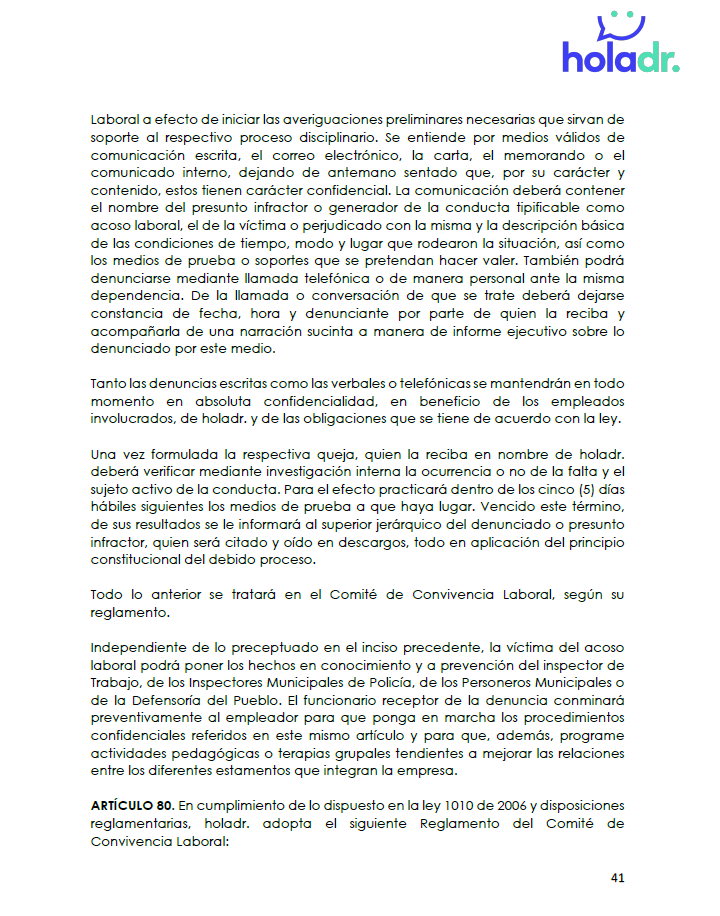 holadr.
Laboral a efecto de iniciar las averiguaciones preliminares necesarias que sirvan de
soporte al respectivo proceso disciplinario. Se entiende por medios válidos de
comunicación escrita, el correo electrónico, la carta, el memorando o el
comunicado interno, dejando de antemano sentado que, por su carácter y
contenido, estos tienen carácter confidencial. La comunicación deberá contener
el nombre del presunto infractor o generador de la conducta tipificable como
acoso laboral, el de la víctima o perjudicado con la misma y la descripción básica
de las condiciones de tiempo, modo y lugar que rodearon la situación, así como
los medios de prueba o soportes que se pretendan hacer valer. También podrá
denunciarse mediante llamada telefónica o de manera personal ante la misma
dependencia. De la llamada o conversación de que se trate deberá dejarse
constancia de fecha, hora y denunciante por parte de quien la reciba y
acompañarla de una narración sucinta a manera de informe ejecutivo sobre lo
denunciado por este medio.
Tanto las denuncias escritas como las verbales o telefónicas se mantendrán en todo
momento en absoluta confidencialidad, en beneficio de los empleados
involucrados, de holadr. y de las obligaciones que se tiene de acuerdo con la ley.
Una vez formulada la respectiva queja, quien la reciba en nombre de holadr.
deberá verificar mediante investigación interna la ocurrencia o no de la falta y el
sujeto activo de la conducta. Para el efecto practicará dentro de los cinco (5) días
hábiles siguientes los medios de prueba a que haya lugar. Vencido este término,
de sus resultados se le informará al superior jerárquico del denunciado o presunto
infractor, quien será citado y oído en descargos, todo en aplicación del principio
constitucional del debido proceso.
Todo lo anterior se tratará en el Comité de Convivencia Laboral, según su
reglamento.
Independiente de lo preceptuado en el inciso precedente, la víctima del acoso
laboral podrá poner los hechos en conocimiento y a prevención del inspector de
Trabajo, de los Inspectores Municipales de Policía, de los Personeros Municipales o
de la Defensoría del Pueblo. El funcionario receptor de la denuncia conminará
preventivamente al empleador para que ponga en marcha los procedimientos
confidenciales referidos en este mismo artículo y para que, además, programe
actividades pedagógicas o terapias grupales tendientes a mejorar las relaciones
entre los diferentes estamentos que integran la empresa.
ARTÍCULO 80. En cumplimiento de lo dispuesto en la ley 1010 de 2006 y disposiciones
reglamentarias, holadr. adopta el siguiente Reglamento del Comité de
Convivencia Laboral:
41